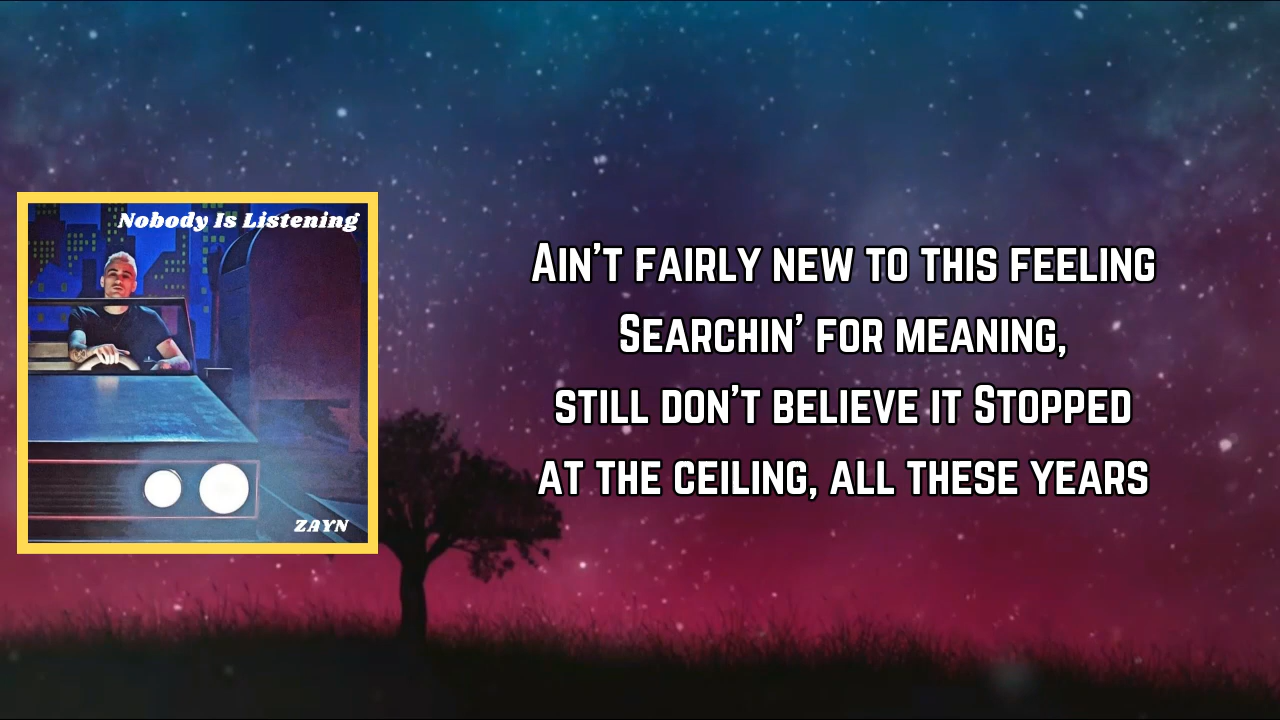 Nobody Is Listening
ZAYN
Ain't fairly new to this feeling
Searchin' for meaning,
still don't believe it Stopped
at the ceiling, all these years